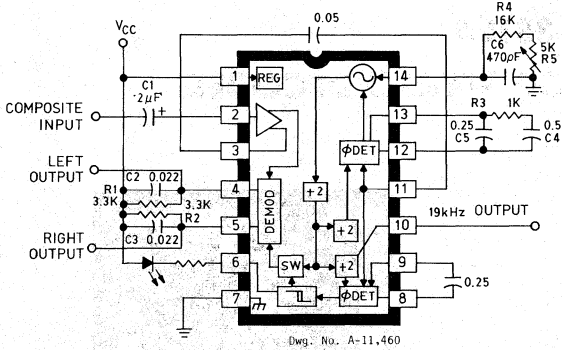 0.05
VCC
R4
16K
C6
470pF
5K
R5
C1
.2µF
+
COMPOSITE
INPUT
LEFT
OUTPUT
R1
3.3K
C2 0.022
3.3K
R2
C3 0.022
RIGHT
OUTPUT
1
2
3
4
5
6
7
REG
DEMOD
SW
+2
+2
+2
ΦDET
ΦDET
14
13
12
11
10
9
8
R3 1K
0.25
C5
0.5
C4
19kHz OUTPUT
0.25
Dwg. No. A-11,460